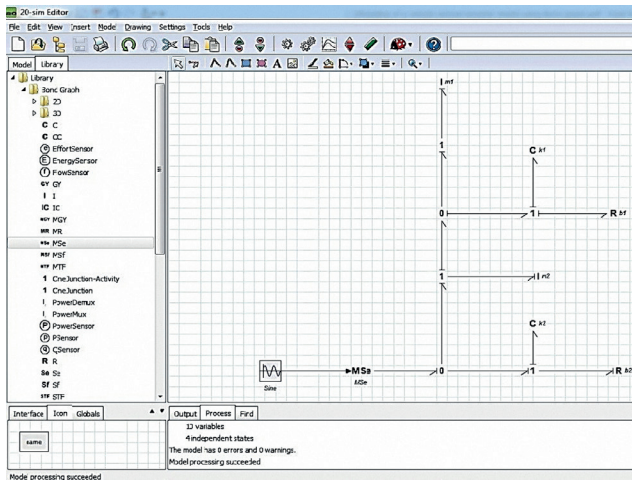 20-sim Editor
File Edit View Insert Mode Drawing Settings Tools Help
Model Library
Library
Bond Graph
2D
3D
C C
CC
EffortSensor
EnergySensor
FlowSensor
GY GY
I I
IC IC
MGY MGY
MR MR
MSe MSe
MSf MSf
MTF MTF
1 OneJunction-Activity
1 OneJunction
PowerDemux
PowerMux
P PowerSensor
P PSensor
Q QSensor
R R
Se Se
Sf Sf
STF STF
I m1
1
C k1
0 1 R b1
1 I m2
C k2
MSe 0 1 R b2
Sine MSe
Interface Icon Globals
name
Output Process Find
13 variables
4 independent states
The model has 0 errors and 0 warnings.
Model processing succeeded
Model processing succeeded